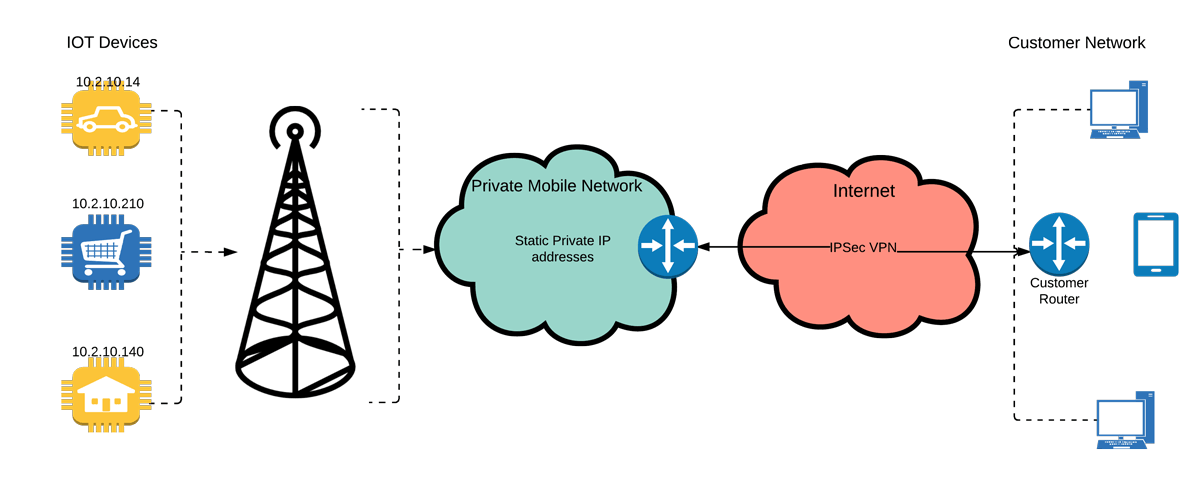 IOT Devices
Customer Network
10.2.10.14
10.2.10.210
10.2.10.140
Private Mobile Network
Static Private IP
addresses
Internet
IPSec VPN
Customer
Router